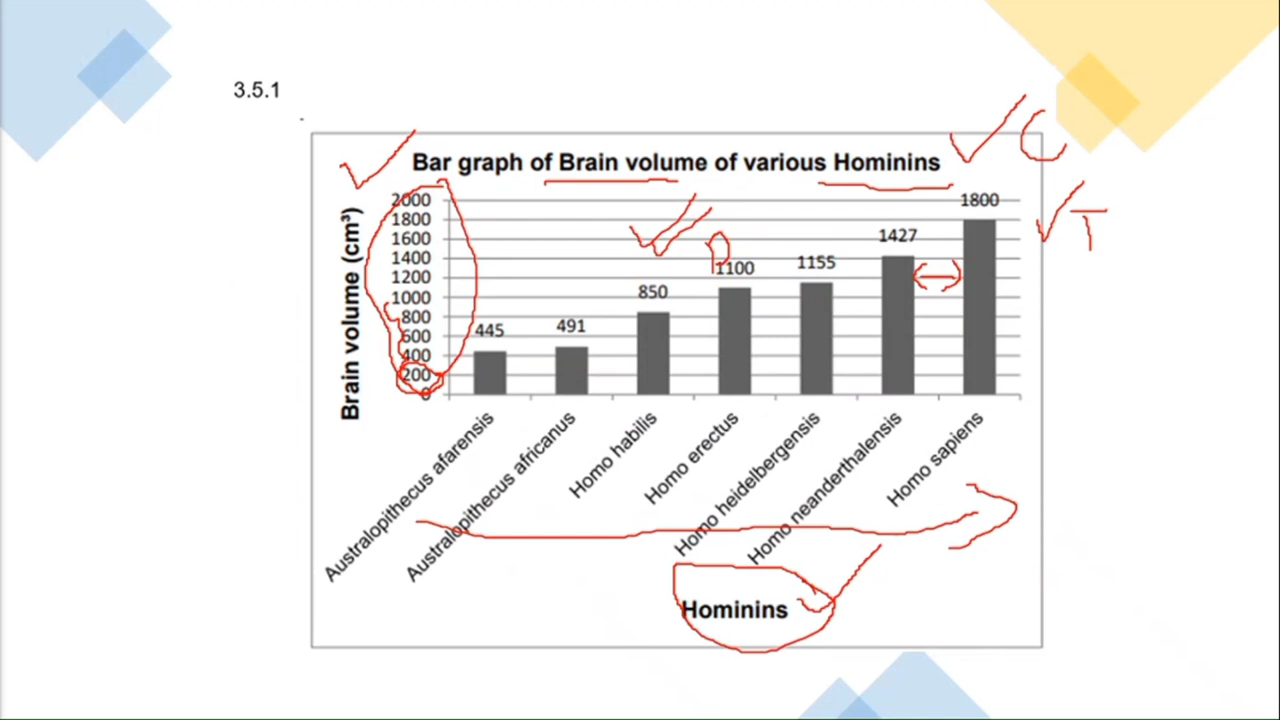 3.5.1
Bar graph of Brain volume of various Hominins
C
T
P
Brain volume (cm³)
2000
1800
1600
1400
1200
1000
800
600
400
200
0
445
491
850
1100
1155
1427
1800
Australopithecus afarensis
Australopithecus africanus
Homo habilis
Homo erectus
Homo heidelbergensis
Homo neanderthalensis
Homo sapiens
Hominins